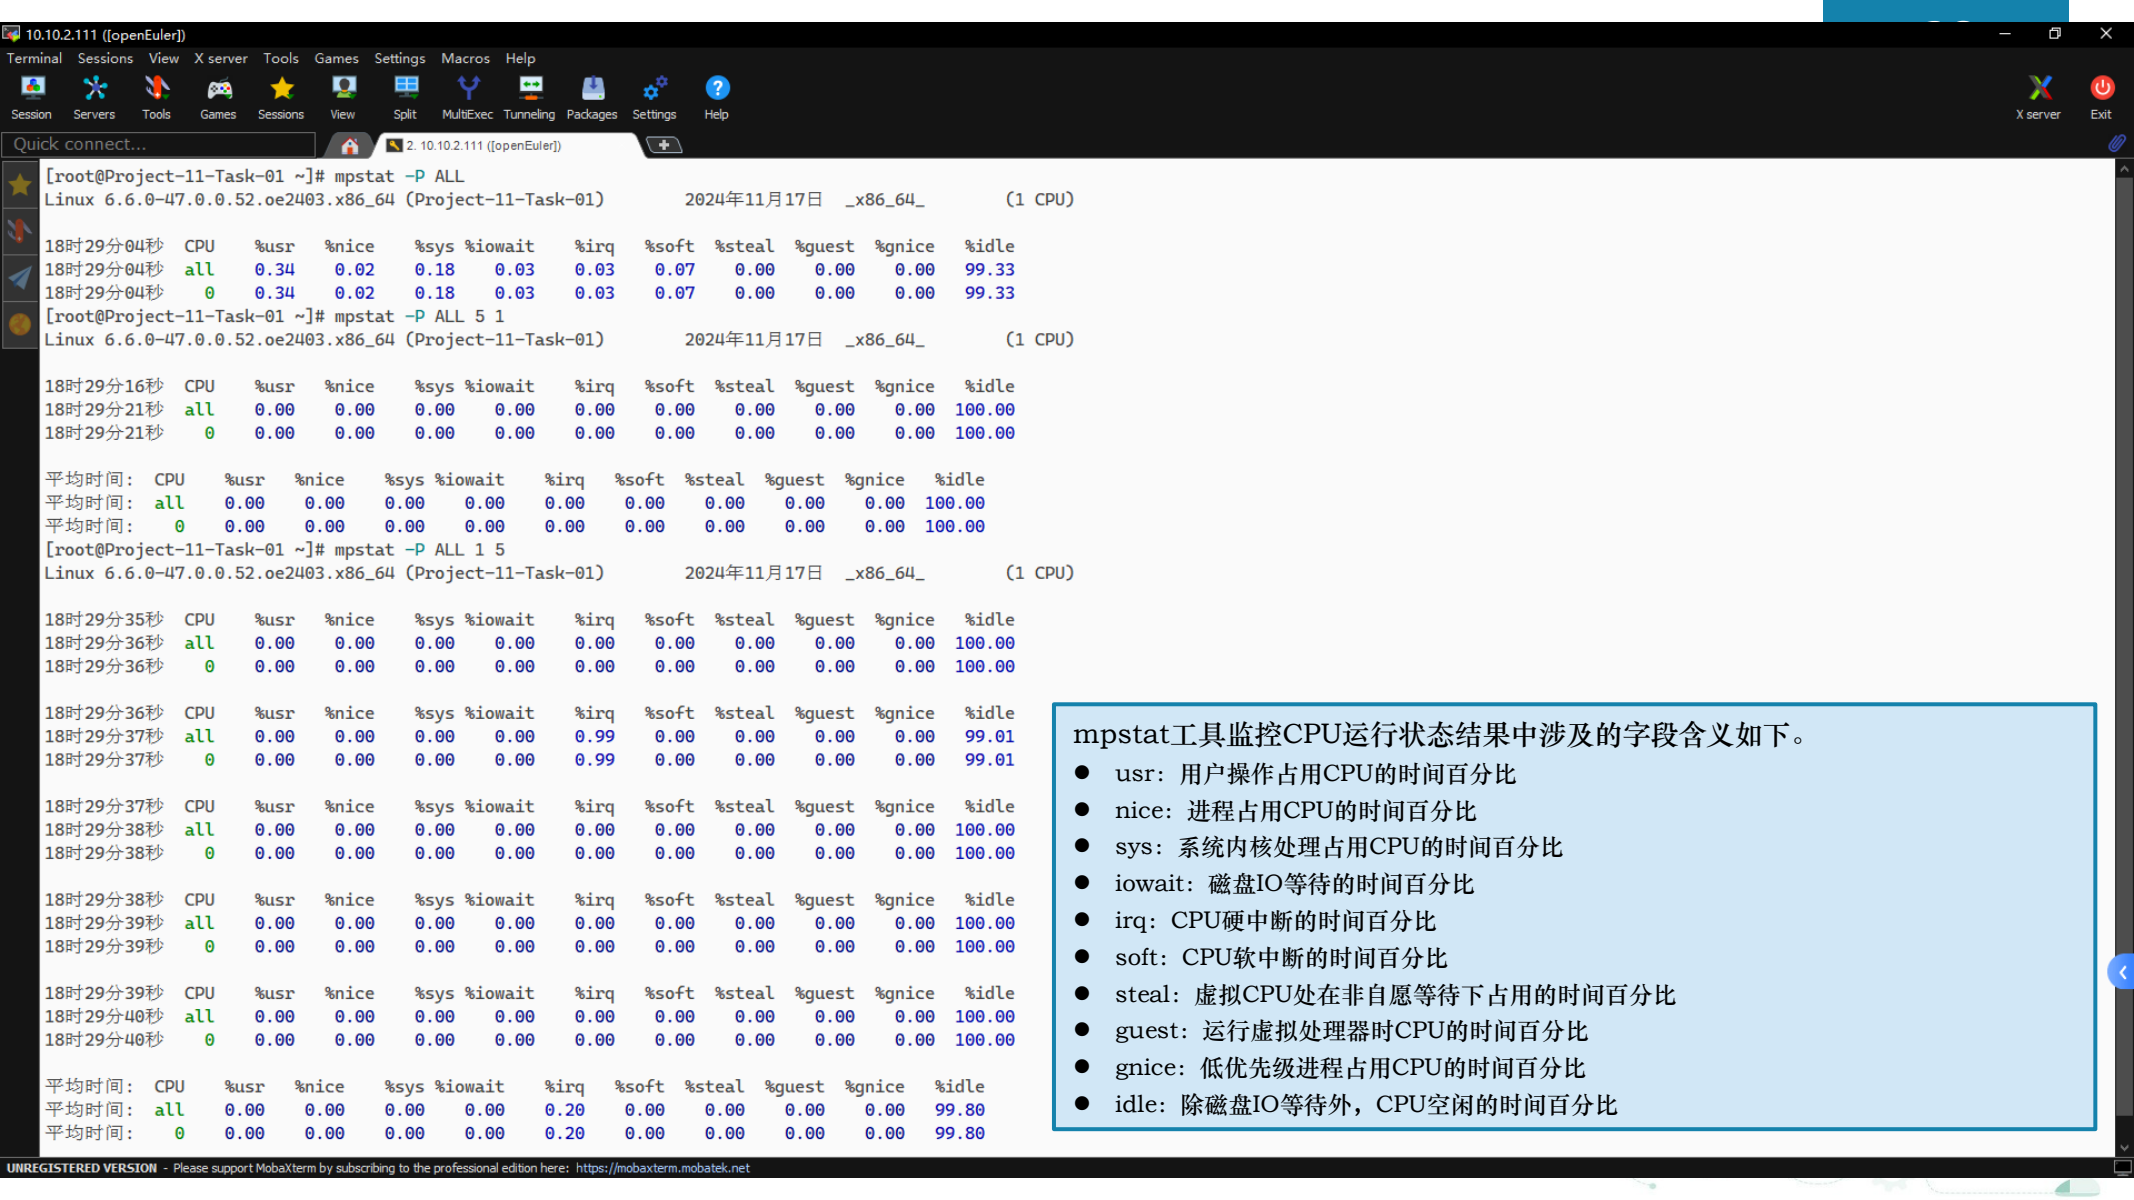 10.10.2.111 ([openEuler])
Terminal Sessions View X server Tools Games Settings Macros Help
Session Servers Tools Games Sessions View Split MultiExec Tunneling Packages Settings Help X server Exit
Quick connect... 2. 10.10.2.111 ([openEuler])
[root@Project-11-Task-01 ~]# mpstat -P ALL
Linux 6.6.0-47.0.0.52.oe2403.x86_64 (Project-11-Task-01) 2024年11月17日 _x86_64_ (1 CPU)
18时29分04秒 CPU %usr %nice %sys %iowait %irq %soft %steal %guest %gnice %idle
18时29分04秒 all 0.34 0.02 0.18 0.03 0.03 0.07 0.00 0.00 0.00 99.33
18时29分04秒 0 0.34 0.02 0.18 0.03 0.03 0.07 0.00 0.00 0.00 99.33
[root@Project-11-Task-01 ~]# mpstat -P ALL 5 1
Linux 6.6.0-47.0.0.52.oe2403.x86_64 (Project-11-Task-01) 2024年11月17日 _x86_64_ (1 CPU)
18时29分16秒 CPU %usr %nice %sys %iowait %irq %soft %steal %guest %gnice %idle
18时29分21秒 all 0.00 0.00 0.00 0.00 0.00 0.00 0.00 0.00 0.00 100.00
18时29分21秒 0 0.00 0.00 0.00 0.00 0.00 0.00 0.00 0.00 0.00 100.00
平均时间: CPU %usr %nice %sys %iowait %irq %soft %steal %guest %gnice %idle
平均时间: all 0.00 0.00 0.00 0.00 0.00 0.00 0.00 0.00 0.00 100.00
平均时间: 0 0.00 0.00 0.00 0.00 0.00 0.00 0.00 0.00 0.00 100.00
[root@Project-11-Task-01 ~]# mpstat -P ALL 1 5
Linux 6.6.0-47.0.0.52.oe2403.x86_64 (Project-11-Task-01) 2024年11月17日 _x86_64_ (1 CPU)
18时29分35秒 CPU %usr %nice %sys %iowait %irq %soft %steal %guest %gnice %idle
18时29分36秒 all 0.00 0.00 0.00 0.00 0.00 0.00 0.00 0.00 0.00 100.00
18时29分36秒 0 0.00 0.00 0.00 0.00 0.00 0.00 0.00 0.00 0.00 100.00
18时29分36秒 CPU %usr %nice %sys %iowait %irq %soft %steal %guest %gnice %idle
18时29分37秒 all 0.00 0.00 0.00 0.00 0.99 0.00 0.00 0.00 0.00 99.01
18时29分37秒 0 0.00 0.00 0.00 0.00 0.99 0.00 0.00 0.00 0.00 99.01
18时29分37秒 CPU %usr %nice %sys %iowait %irq %soft %steal %guest %gnice %idle
18时29分38秒 all 0.00 0.00 0.00 0.00 0.00 0.00 0.00 0.00 0.00 100.00
18时29分38秒 0 0.00 0.00 0.00 0.00 0.00 0.00 0.00 0.00 0.00 100.00
18时29分38秒 CPU %usr %nice %sys %iowait %irq %soft %steal %guest %gnice %idle
18时29分39秒 all 0.00 0.00 0.00 0.00 0.00 0.00 0.00 0.00 0.00 100.00
18时29分39秒 0 0.00 0.00 0.00 0.00 0.00 0.00 0.00 0.00 0.00 100.00
18时29分39秒 CPU %usr %nice %sys %iowait %irq %soft %steal %guest %gnice %idle
18时29分40秒 all 0.00 0.00 0.00 0.00 0.00 0.00 0.00 0.00 0.00 100.00
18时29分40秒 0 0.00 0.00 0.00 0.00 0.00 0.00 0.00 0.00 0.00 100.00
平均时间: CPU %usr %nice %sys %iowait %irq %soft %steal %guest %gnice %idle
平均时间: all 0.00 0.00 0.00 0.00 0.20 0.00 0.00 0.00 0.00 99.80
平均时间: 0 0.00 0.00 0.00 0.00 0.20 0.00 0.00 0.00 0.00 99.80
mpstat工具监控CPU运行状态结果中涉及的字段含义如下。
● usr：用户操作占用CPU的时间百分比
● nice：进程占用CPU的时间百分比
● sys：系统内核处理占用CPU的时间百分比
● iowait：磁盘IO等待的时间百分比
● irq：CPU硬中断的时间百分比
● soft：CPU软中断的时间百分比
● steal：虚拟CPU处在非自愿等待下占用的时间百分比
● guest：运行虚拟处理器时CPU的时间百分比
● gnice：低优先级进程占用CPU的时间百分比
● idle：除磁盘IO等待外，CPU空闲的时间百分比
UNREGISTERED VERSION - Please support MobaXterm by subscribing to the professional edition here: https://mobaxterm.mobatek.net